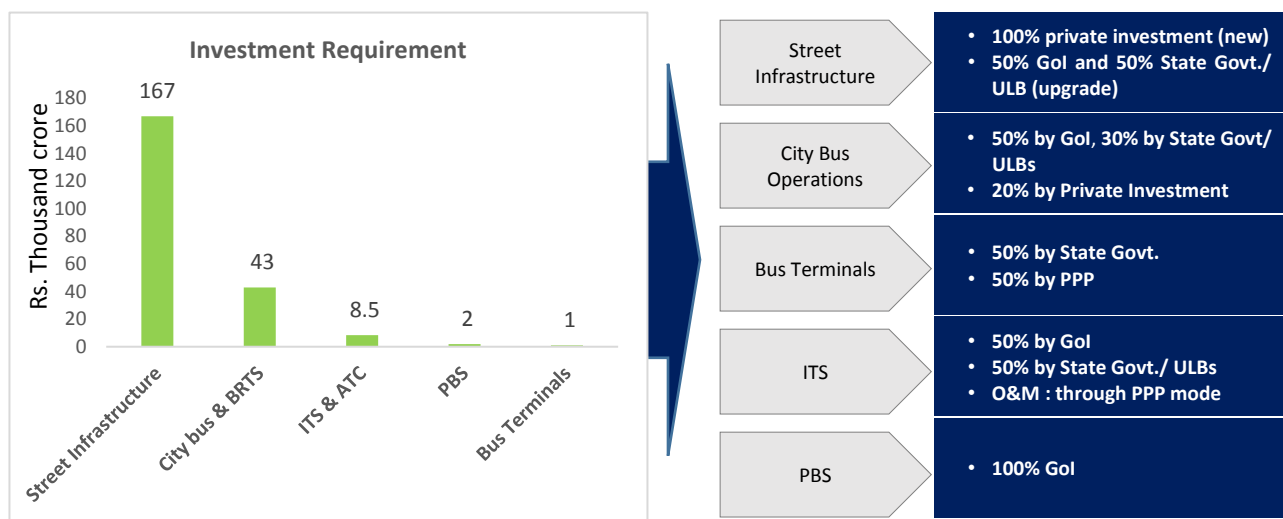 Investment Requirement
Rs. Thousand crore
180
160
140
120
100
80
60
40
20
0
167
43
8.5
2
1
Street Infrastructure
City bus & BRTS
ITS & ATC
PBS
Bus Terminals
Street
Infrastructure
• 100% private investment (new)
• 50% GoI and 50% State Govt./
ULB (upgrade)
City Bus
Operations
• 50% by GoI, 30% by State Govt/
ULBs
• 20% by Private Investment
Bus Terminals
• 50% by State Govt.
• 50% by PPP
ITS
• 50% by GoI
• 50% by State Govt./ ULBs
• O&M : through PPP mode
PBS
• 100% GoI